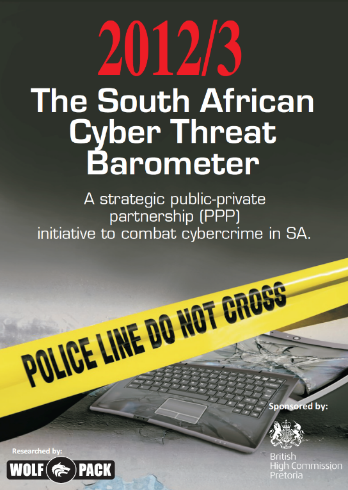 2012/3
The South African
Cyber Threat
Barometer
A strategic public-private
partnership (PPP)
initiative to combat cybercrime in SA.
POLICE LINE DO NOT CROSS
Sponsored by:
British
High Commission
Pretoria
Researched by:
WOLF PACK